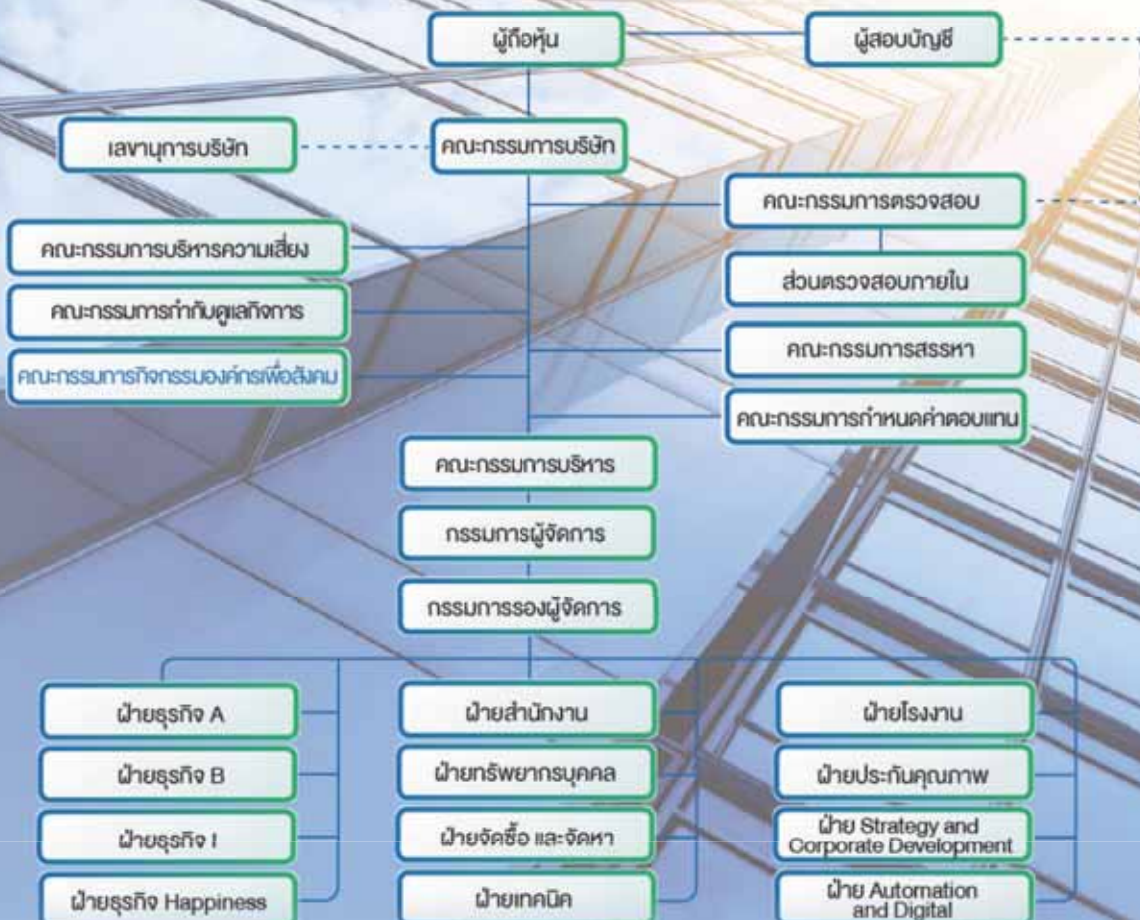 ผู้ถือหุ้น
ผู้สอบบัญชี
เลขานุการบริษัท
คณะกรรมการบริษัท
คณะกรรมการตรวจสอบ
คณะกรรมการบริหารความเสี่ยง
ส่วนตรวจสอบภายใน
คณะกรรมการกำกับดูแลกิจการ
คณะกรรมการสรรหา
คณะกรรมการกิจกรรมองค์กรเพื่อสังคม
คณะกรรมการกำหนดค่าตอบแทน
คณะกรรมการบริหาร
กรรมการผู้จัดการ
กรรมการรองผู้จัดการ
ฝ่ายธุรกิจ A
ฝ่ายธุรกิจ B
ฝ่ายธุรกิจ I
ฝ่ายธุรกิจ Happiness
ฝ่ายสำนักงาน
ฝ่ายทรัพยากรบุคคล
ฝ่ายจัดซื้อ และจัดหา
ฝ่ายเทคนิค
ฝ่ายโรงงาน
ฝ่ายประกันคุณภาพ
ฝ่าย Strategy and
Corporate Development
ฝ่าย Automation
and Digital